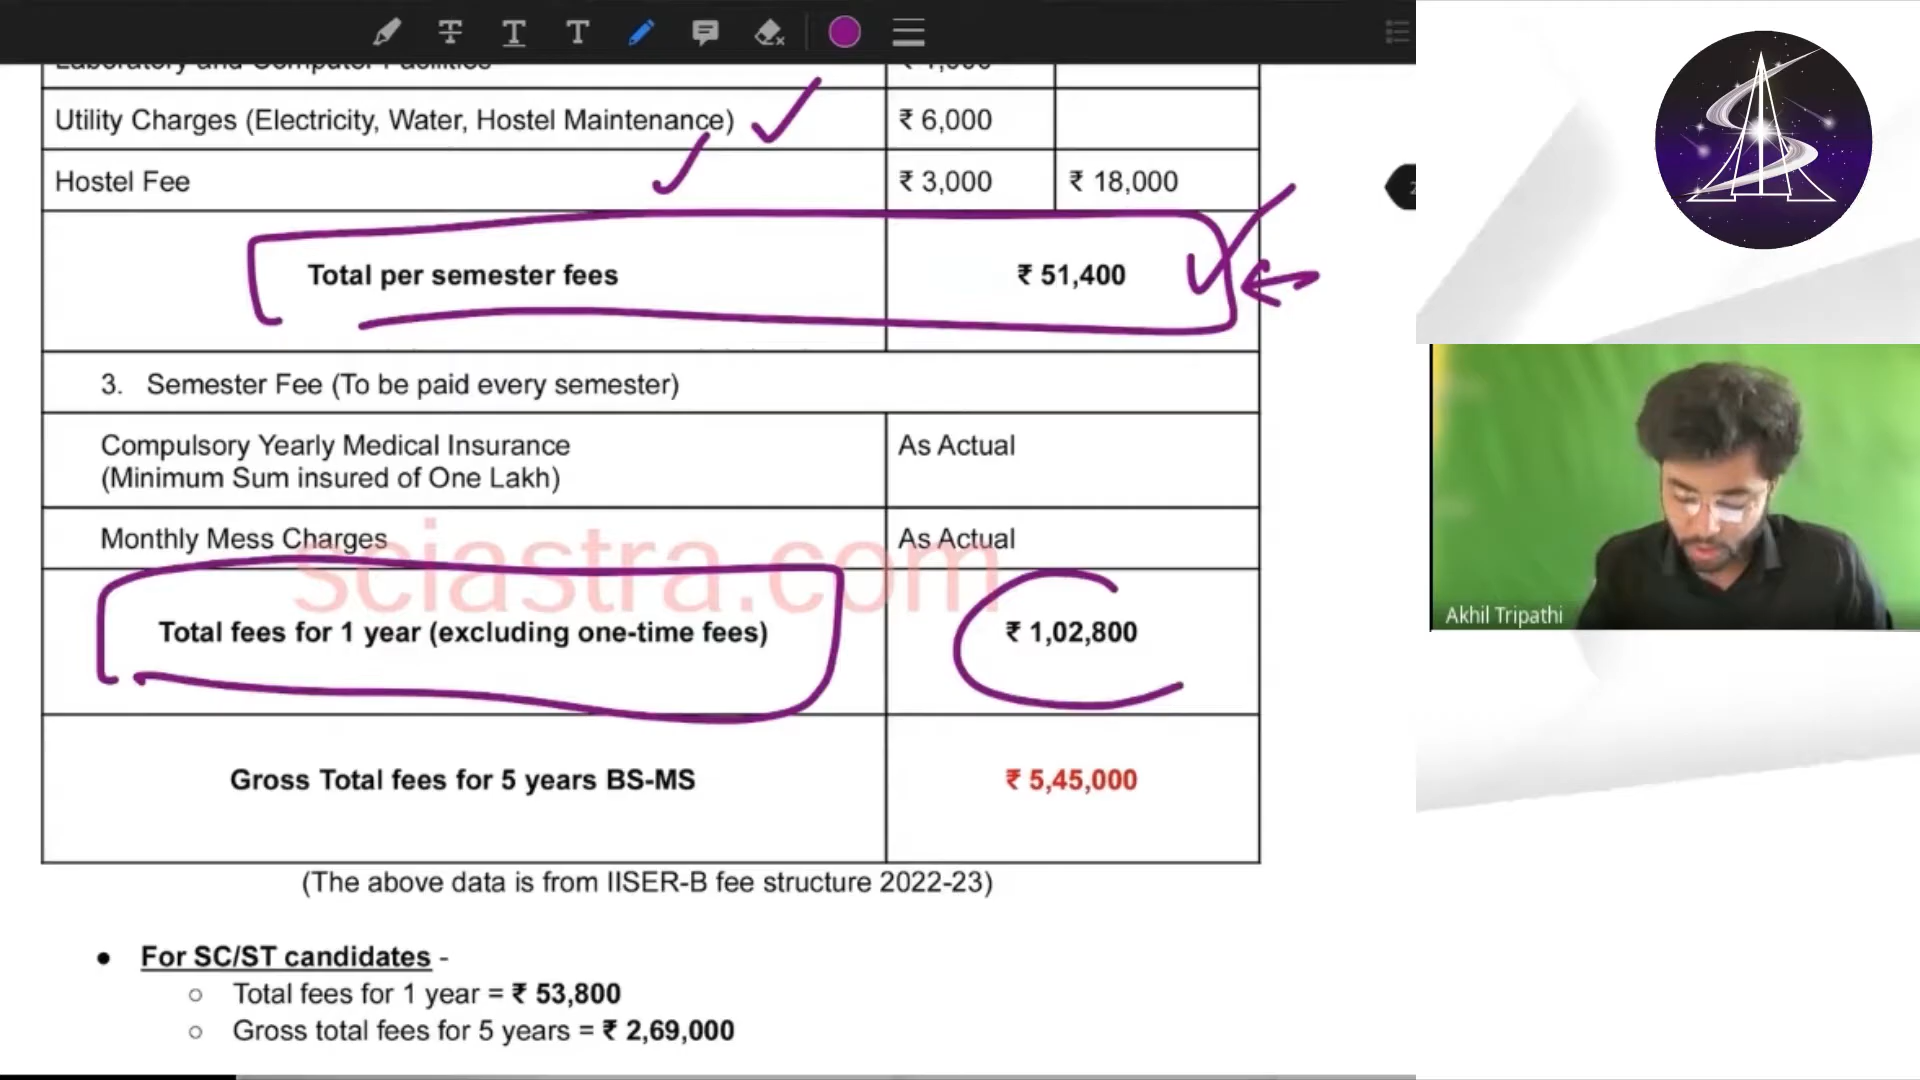 Laboratory and Computer Facilities
Utility Charges (Electricity, Water, Hostel Maintenance) ₹ 6,000
Hostel Fee ₹ 3,000 ₹ 18,000
Total per semester fees ₹ 51,400
3. Semester Fee (To be paid every semester)
Compulsory Yearly Medical Insurance As Actual
(Minimum Sum insured of One Lakh)
Monthly Mess Charges As Actual
sciastra.com
Total fees for 1 year (excluding one-time fees) ₹ 1,02,800
Gross Total fees for 5 years BS-MS ₹ 5,45,000
(The above data is from IISER-B fee structure 2022-23)
● For SC/ST candidates -
○ Total fees for 1 year = ₹ 53,800
○ Gross total fees for 5 years = ₹ 2,69,000
Akhil Tripathi